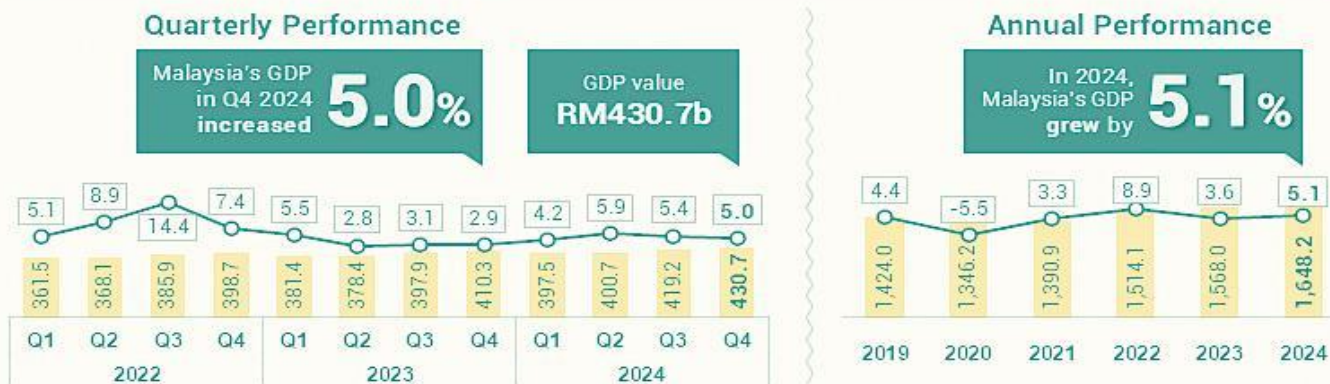 Quarterly Performance
Malaysia's GDP
in Q4 2024
increased
5.0%
GDP value
RM430.7b
5.1
8.9
14.4
7.4
5.5
2.8
3.1
2.9
4.2
5.9
5.4
5.0
361.5
368.1
385.9
398.7
381.4
378.4
397.9
410.3
397.5
400.7
419.2
430.7
Q1 Q2 Q3 Q4 Q1 Q2 Q3 Q4 Q1 Q2 Q3 Q4
2022 2023 2024
Annual Performance
In 2024,
Malaysia's GDP
grew by
5.1%
4.4
-5.5
3.3
8.9
3.6
5.1
1,424.0
1,346.2
1,390.9
1,514.1
1,568.0
1,648.2
2019 2020 2021 2022 2023 2024